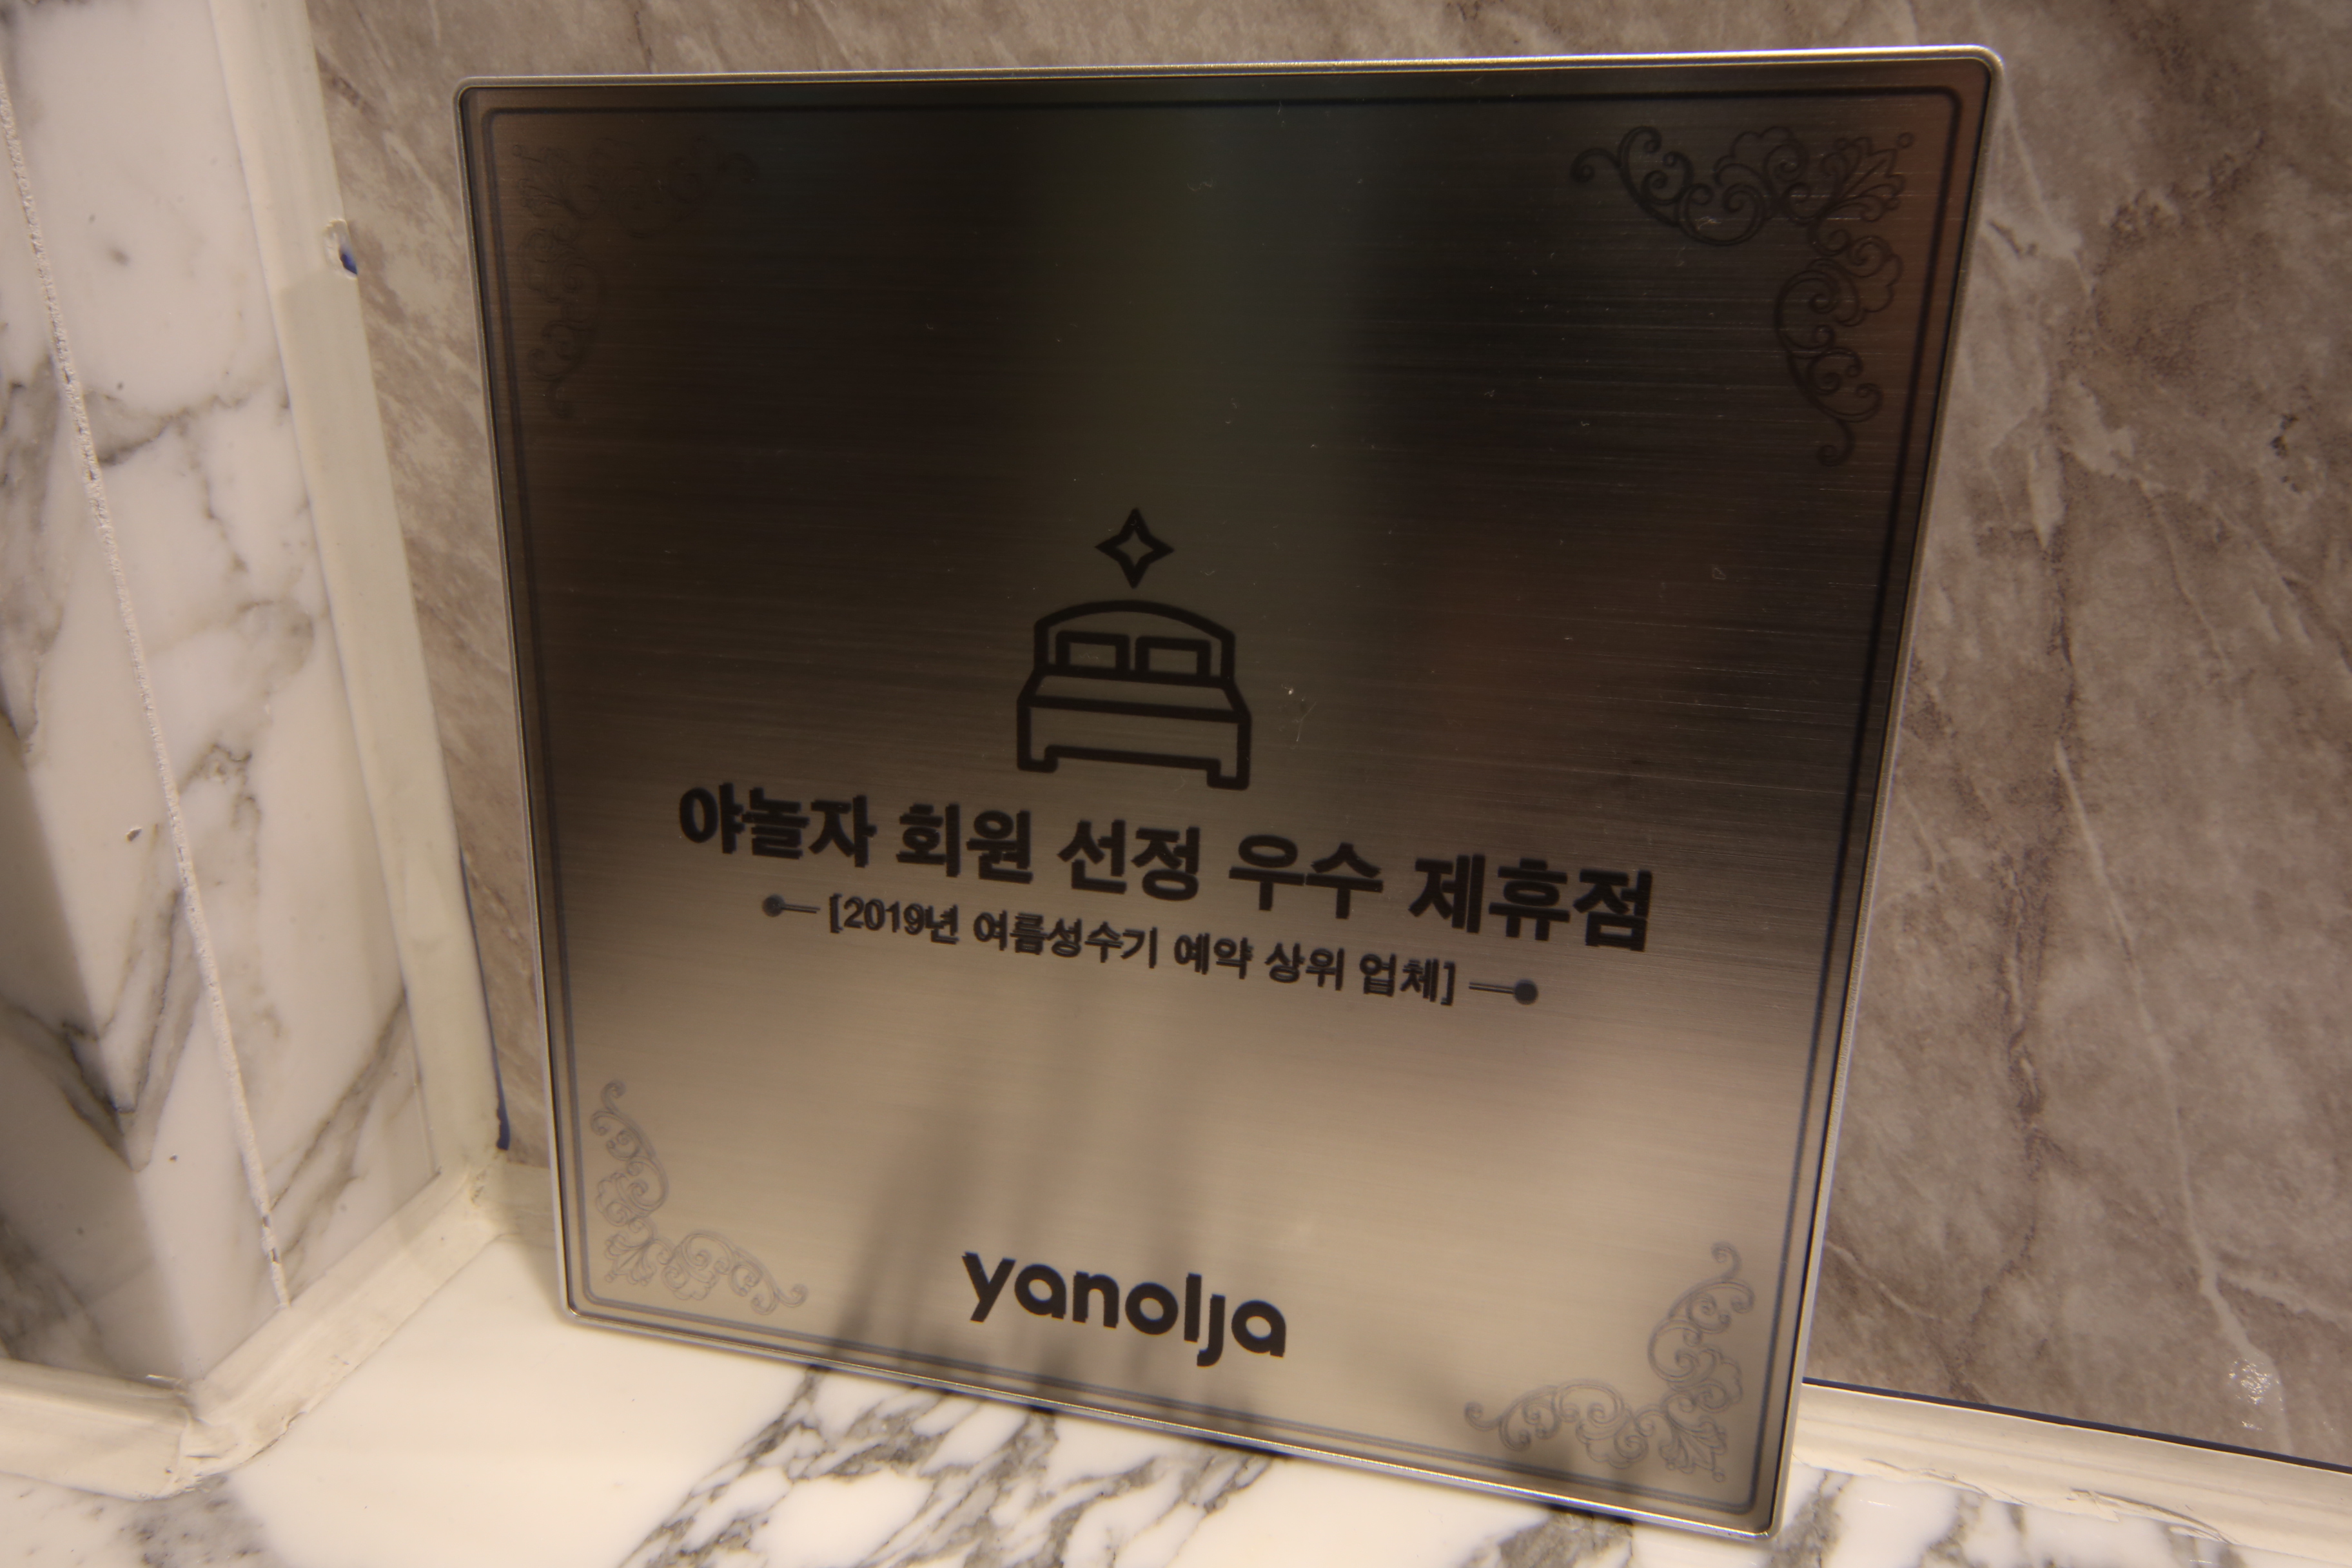 야놀자 회원 선정 우수 제휴점
[2019년 여름성수기 예약 상위 업체]
yanolja